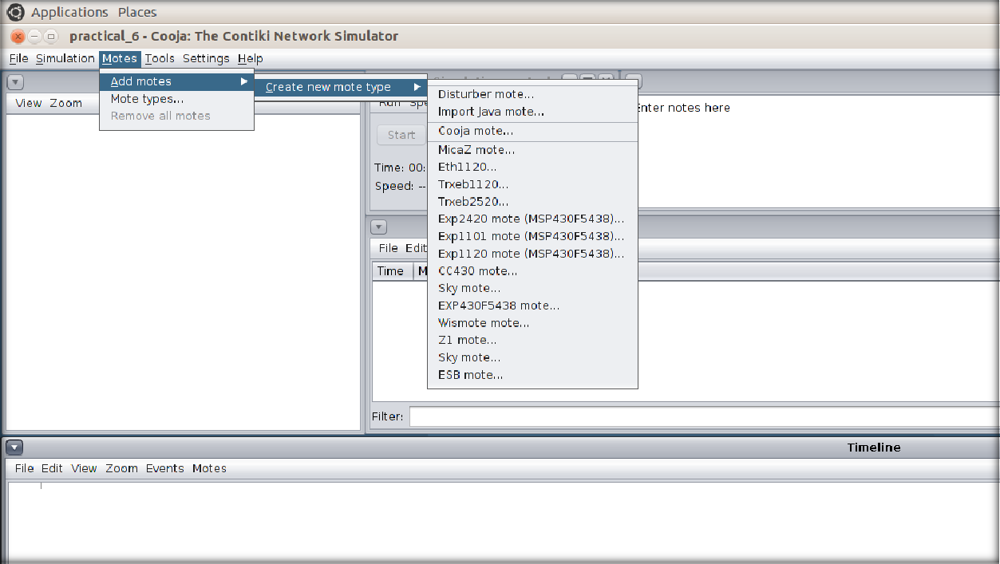 Applications Places
practical_6 - Cooja: The Contiki Network Simulator
File Simulation Motes Tools Settings Help
Add motes
Mote types...
Remove all motes
Create new mote type
Disturber mote...
Import Java mote...
Cooja mote...
MicaZ mote...
Eth1120...
Trxeb1120...
Trxeb2520...
Exp2420 mote (MSP430F5438)...
Exp1101 mote (MSP430F5438)...
Exp1120 mote (MSP430F5438)...
CC430 mote...
Sky mote...
EXP430F5438 mote...
Wismote mote...
Z1 mote...
Sky mote...
ESB mote...
View Zoom
Run Spe
Start
Time: 00:
Speed: --
Enter notes here
File Edit
Time M
Filter:
Timeline
File Edit View Zoom Events Motes